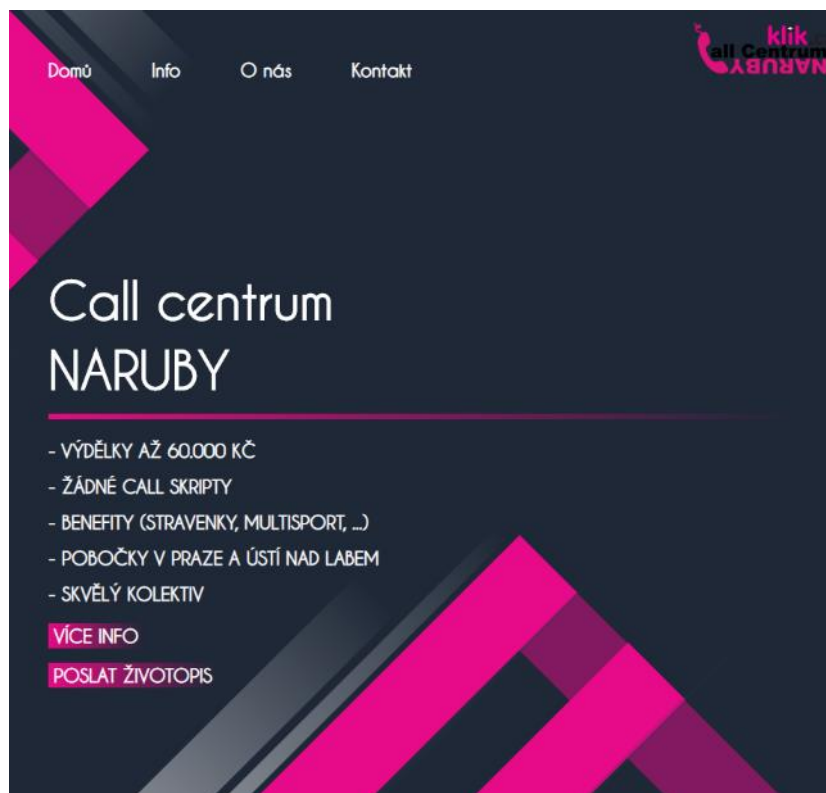 Domů Info O nás Kontakt
klik
all Centrum
NARUBY
Call centrum
NARUBY
- VÝDĚLKY AŽ 60.000 KČ
- ŽÁDNÉ CALL SKRIPTY
- BENEFITY (STRAVENKY, MULTISPORT, ...)
- POBOČKY V PRAZE A ÚSTÍ NAD LABEM
- SKVĚLÝ KOLEKTIV
VÍCE INFO
POSLAT ŽIVOTOPIS